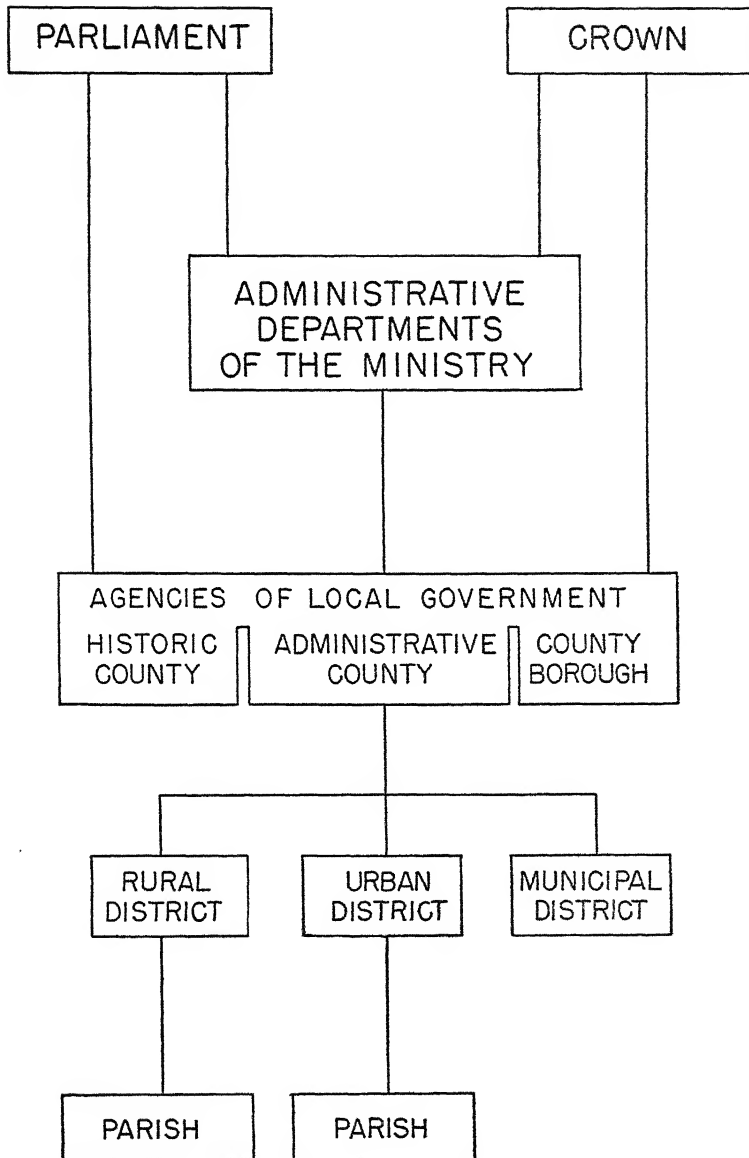 PARLIAMENT
CROWN
ADMINISTRATIVE
DEPARTMENTS
OF THE MINISTRY
AGENCIES OF LOCAL GOVERNMENT
HISTORIC
COUNTY
ADMINISTRATIVE
COUNTY
COUNTY
BOROUGH
RURAL
DISTRICT
URBAN
DISTRICT
MUNICIPAL
DISTRICT
PARISH
PARISH